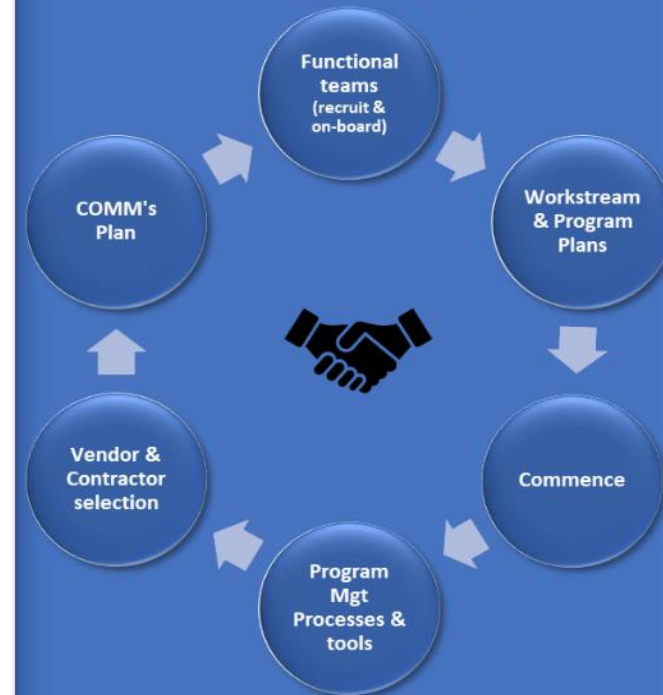 Functional
teams
(recruit &
on-board)
Workstream
& Program
Plans
Commence
Program
Mgt
Processes &
tools
Vendor &
Contractor
selection
COMM's
Plan